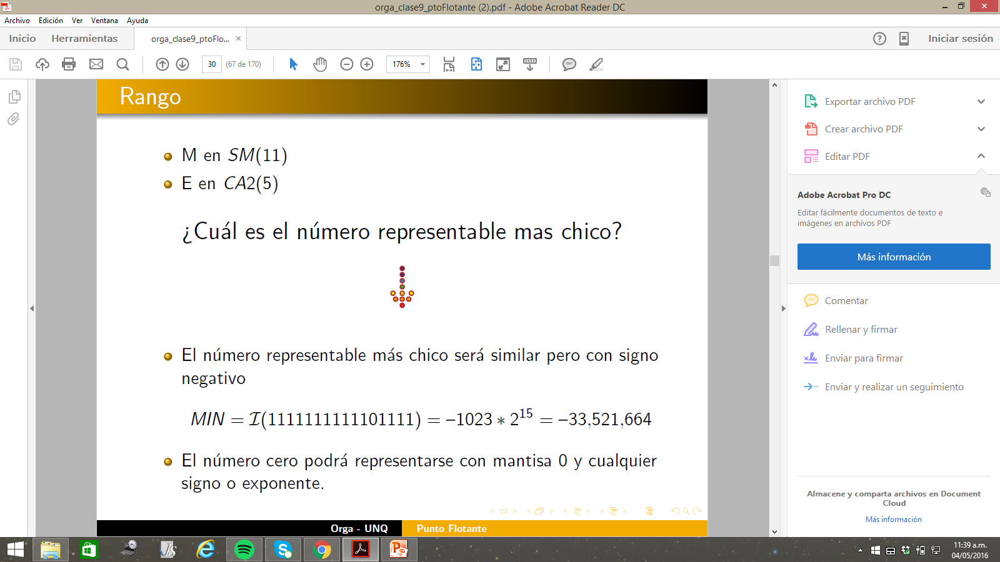 orga_clase9_ptoFlotante (2).pdf - Adobe Acrobat Reader DC
Archivo Edición Ver Ventana Ayuda
Inicio Herramientas orga_clase9_ptoFlo... × Iniciar sesión
30 (67 de 170) 176%
Rango
M en SM(11)
E en CA2(5)
¿Cuál es el número representable mas chico?
El número representable más chico será similar pero con signo
negativo
MIN = I(1111111111101111) = −1023 ∗ 2^15 = −33,521,664
El número cero podrá representarse con mantisa 0 y cualquier
signo o exponente.
Orga - UNQ Punto Flotante
Exportar archivo PDF
Crear archivo PDF
Editar PDF
Adobe Acrobat Pro DC
Editar fácilmente documentos de texto e
imágenes en archivos PDF
Más información
Comentar
Rellenar y firmar
Enviar para firmar
Enviar y realizar un seguimiento
Almacene y comparta archivos en Document
Cloud
Más información
11:39 a.m.
04/05/2016